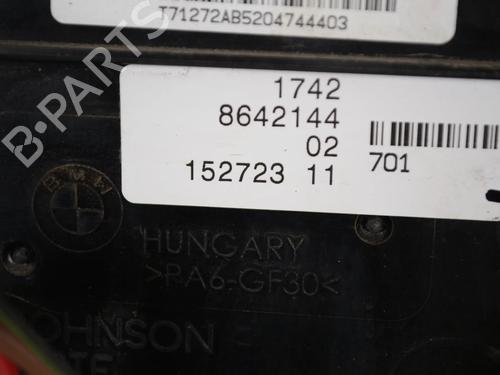 T71272AB5204744403
1742
8642144
02
701
152723 11
BMW
HUNGARY
>PA6-GF30<
JOHNSON
B-PARTS